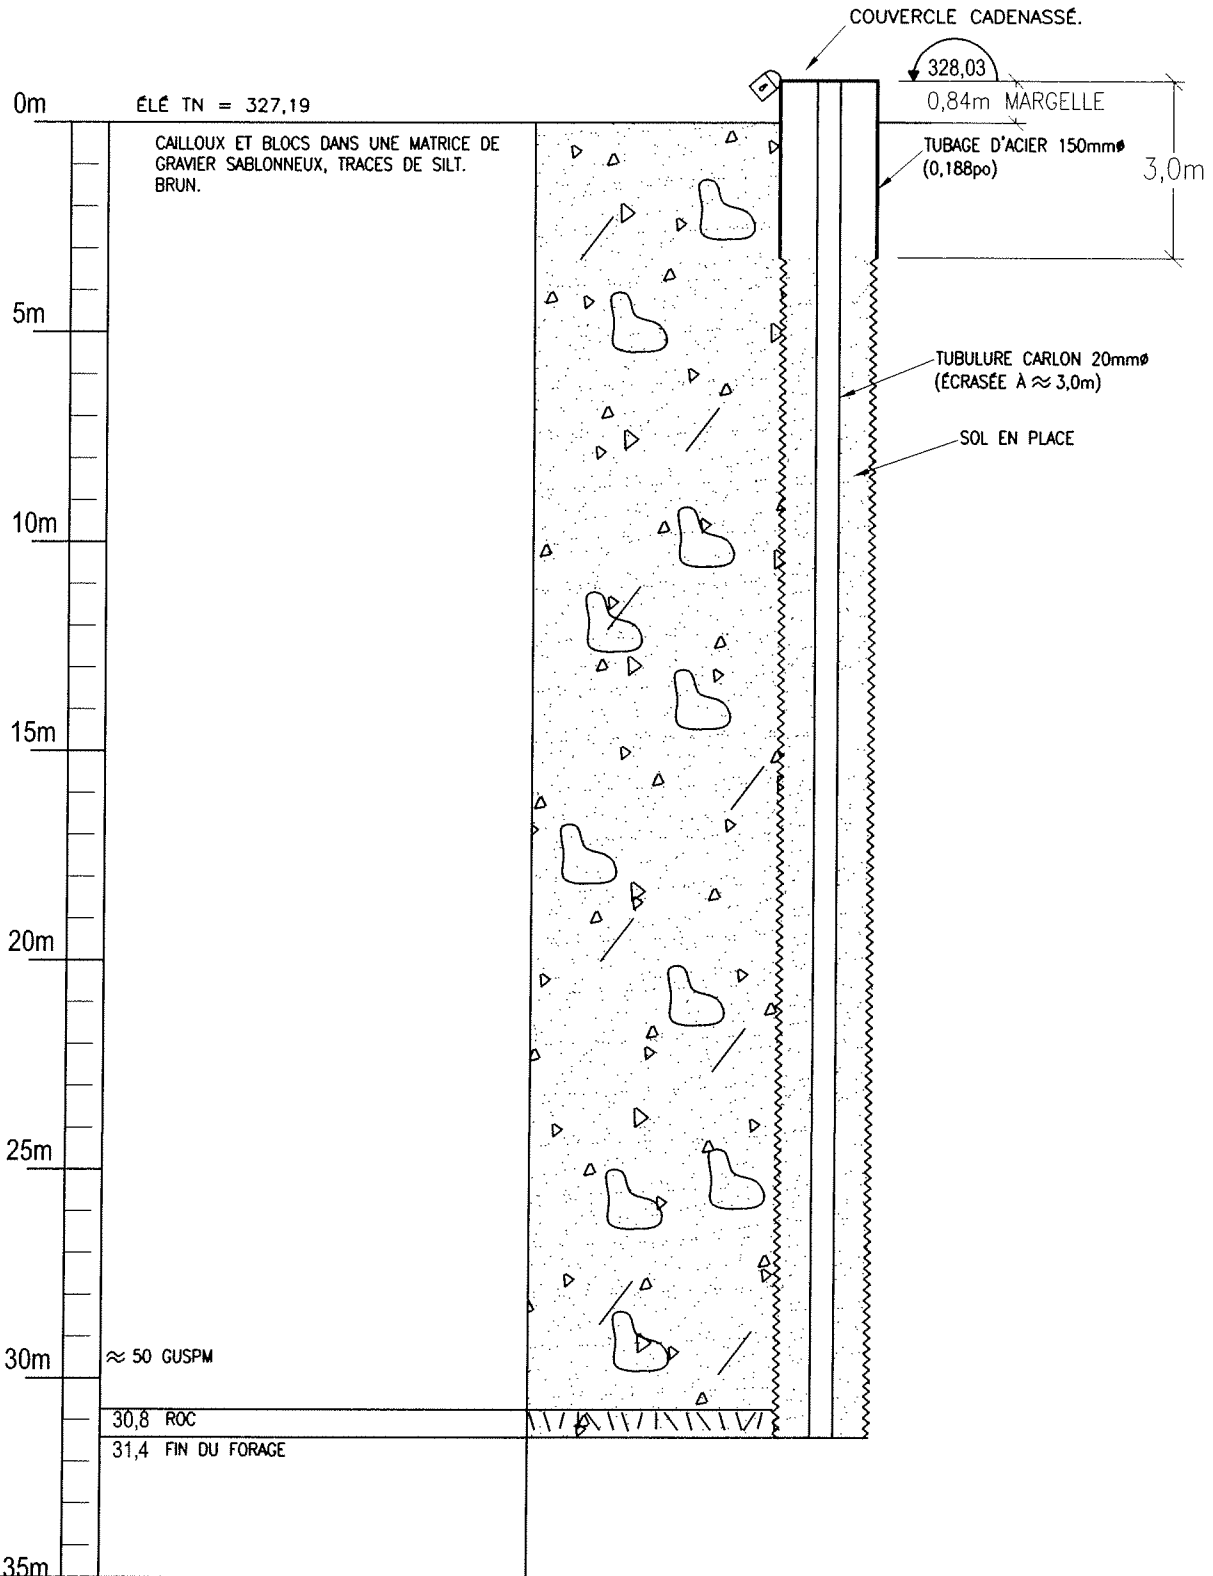 COUVERCLE CADENASSÉ.
328,03
0m
ÉLÉ TN = 327,19
0,84m MARGELLE
CAILLOUX ET BLOCS DANS UNE MATRICE DE
GRAVIER SABLONNEUX, TRACES DE SILT.
BRUN.
TUBAGE D'ACIER 150mmø
(0,188po)
3,0m
5m
TUBULURE CARLON 20mmø
(ÉCRASÉE À ≈ 3,0m)
SOL EN PLACE
10m
15m
20m
25m
30m
≈ 50 GUSPM
30,8 ROC
31,4 FIN DU FORAGE
35m